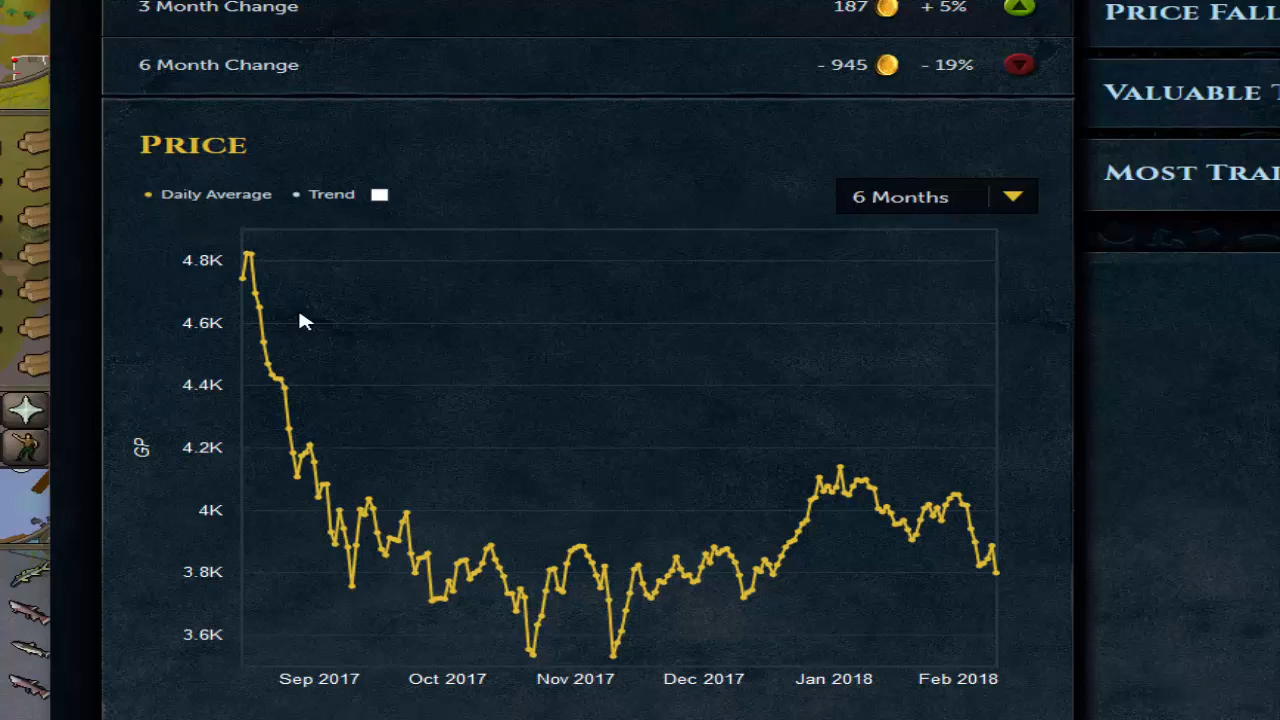 3 Month Change 187 + 5%
6 Month Change - 945 - 19%
PRICE FALL
VALUABLE
MOST TRA
PRICE
Daily Average Trend
6 Months
4.8K
4.6K
4.4K
4.2K
4K
3.8K
3.6K
GP
Sep 2017 Oct 2017 Nov 2017 Dec 2017 Jan 2018 Feb 2018